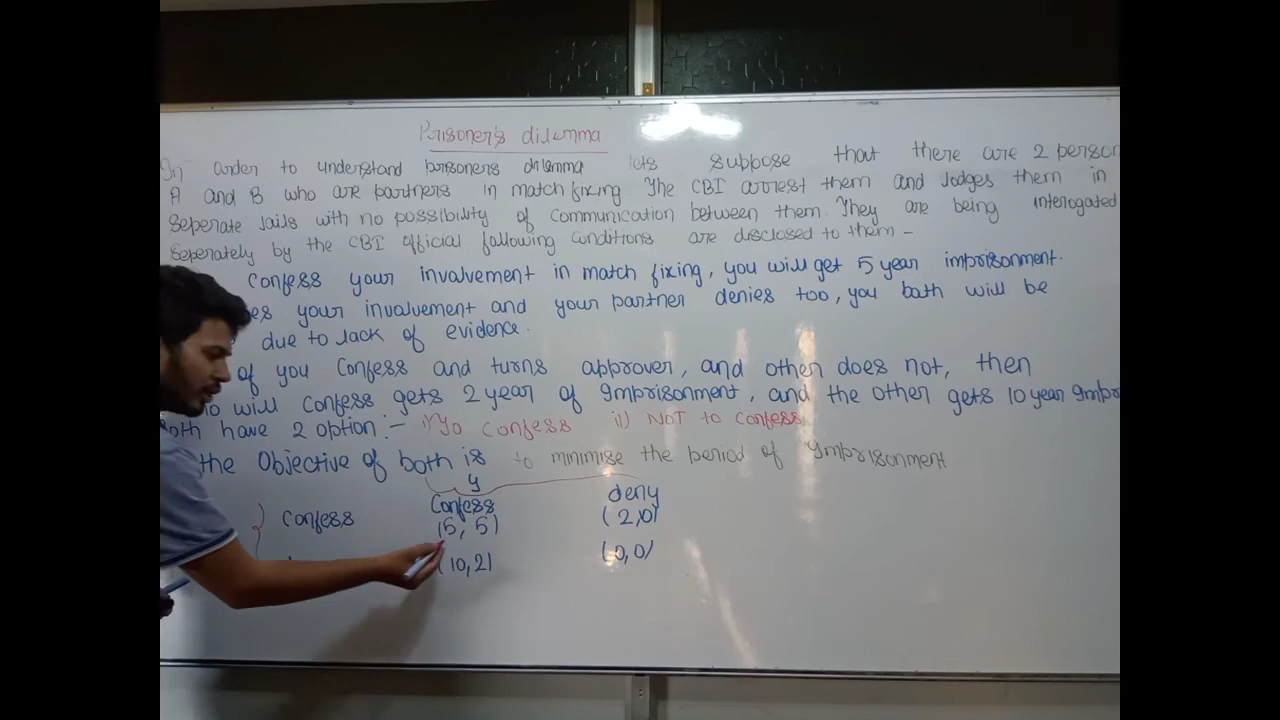 Prisoner's dilemma
In order to understand prisoners dilemma lets suppose that there are 2 person
A and B who are partners in match fixing The CBI arrest them and lodges them in
Seperate Jails with no possibility of communication between them. They are being interogated
seperately by the CBI official following conditions are disclosed to them -
Confess your involvement in match fixing, you will get 5 year imprisonment.
es your involvement and your partner denies too, you both will be
due to lack of evidence.
of you Confess and turns approver, and other does not, then
who will confess gets 2 year of Imprisonment, and the other gets 10 year Impr
Both have 2 option :- i) To confess ii) NOT to confess
the Objective of both is to minimise the period of Imprisonment
y
Confess deny
Confess (5, 5) (2,0)
(10,2) (0,0)